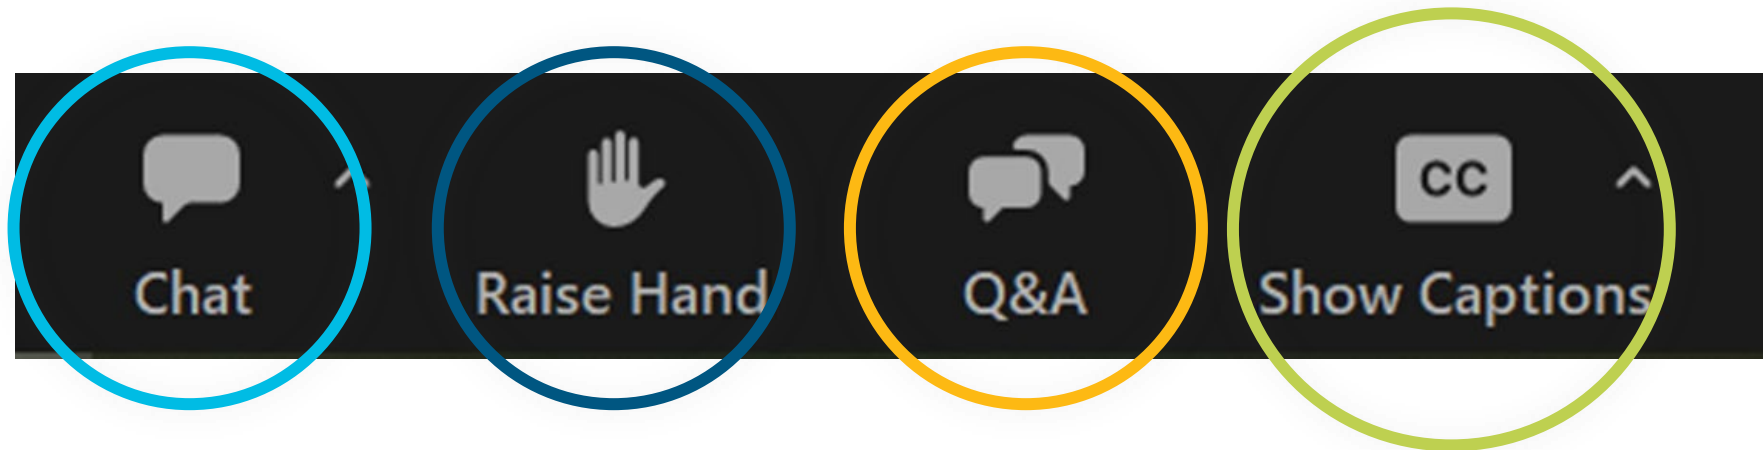 CC
Chat
Raise Hand
Q&A
Show Captions